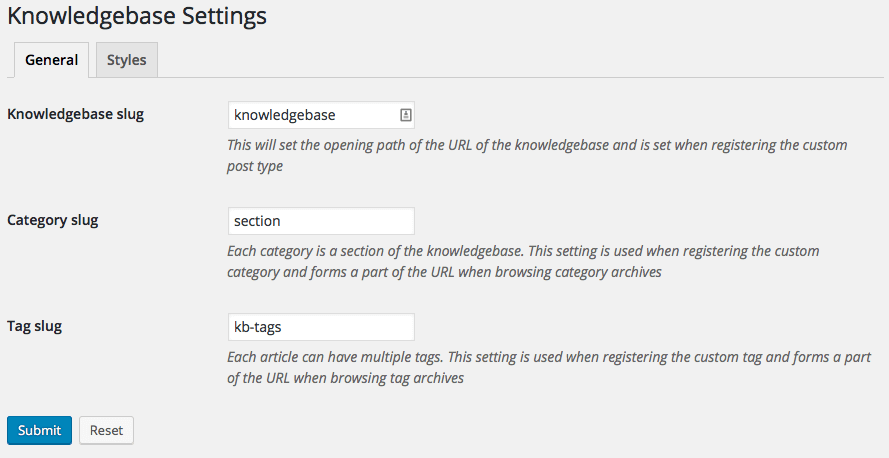 Knowledgebase Settings
General
Styles
Knowledgebase slug
knowledgebase
This will set the opening path of the URL of the knowledgebase and is set when registering the custom
post type
Category slug
section
Each category is a section of the knowledgebase. This setting is used when registering the custom
category and forms a part of the URL when browsing category archives
Tag slug
kb-tags
Each article can have multiple tags. This setting is used when registering the custom tag and forms a part
of the URL when browsing tag archives
Submit
Reset